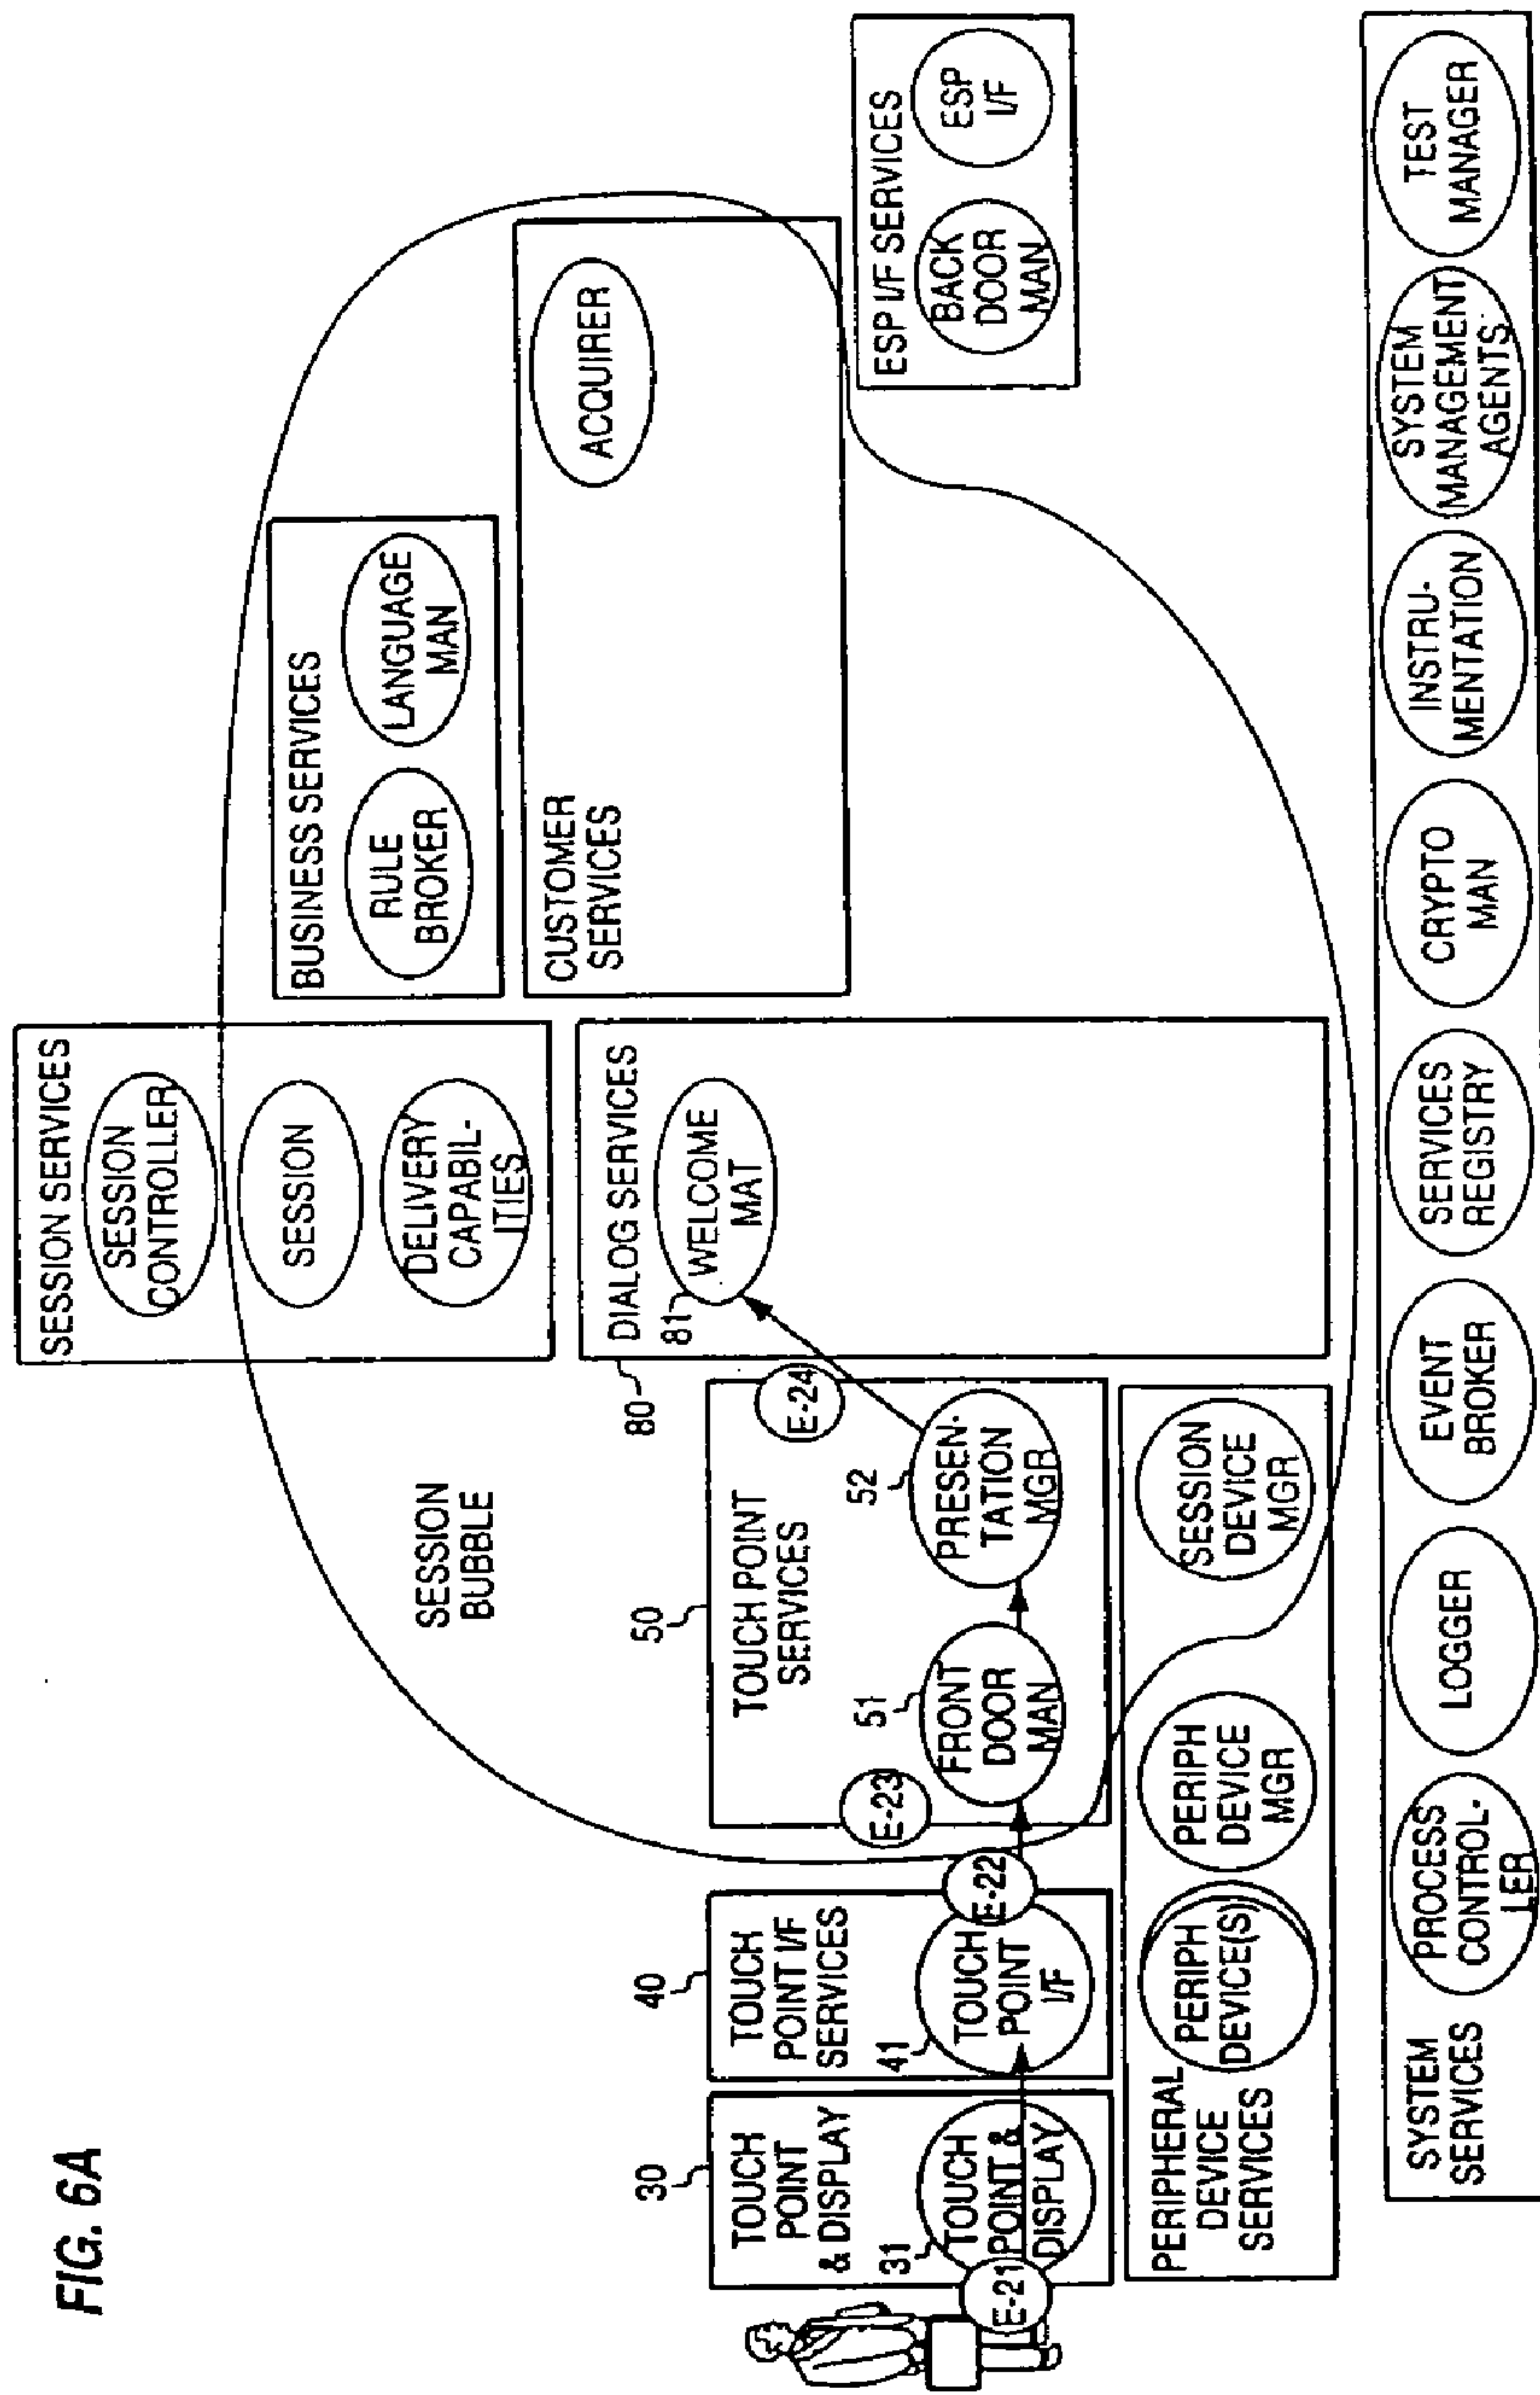 FIG. 6A
SESSION SERVICES
SESSION
CONTROLLER
SESSION
DELIVERY
CAPABIL-
ITIES
BUSINESS SERVICES
RULE
BROKER
LANGUAGE
MAN
SESSION
BUBBLE
CUSTOMER
SERVICES
ACQUIRER
30
TOUCH
POINT
& DISPLAY
31
TOUCH
POINT &
DISPLAY
E-21
40
TOUCH
POINT I/F
SERVICES
41
TOUCH
POINT
I/F
E-22
50
TOUCH POINT
SERVICES
E-23
51
FRONT
DOOR
MAN
52
PRESEN-
TATION
MGR
E-24
80
DIALOG SERVICES
81
WELCOME
MAT
ESP I/F SERVICES
BACK
DOOR
MAN
ESP
I/F
PERIPHERAL
DEVICE
SERVICES
PERIPH
DEVICE(S)
PERIPH
DEVICE
MGR
SESSION
DEVICE
MGR
SYSTEM
SERVICES
PROCESS
CONTROL-
LER
LOGGER
EVENT
BROKER
SERVICES
REGISTRY
CRYPTO
MAN
INSTRU-
MENTATION
SYSTEM
MANAGEMENT
AGENTS
TEST
MANAGER